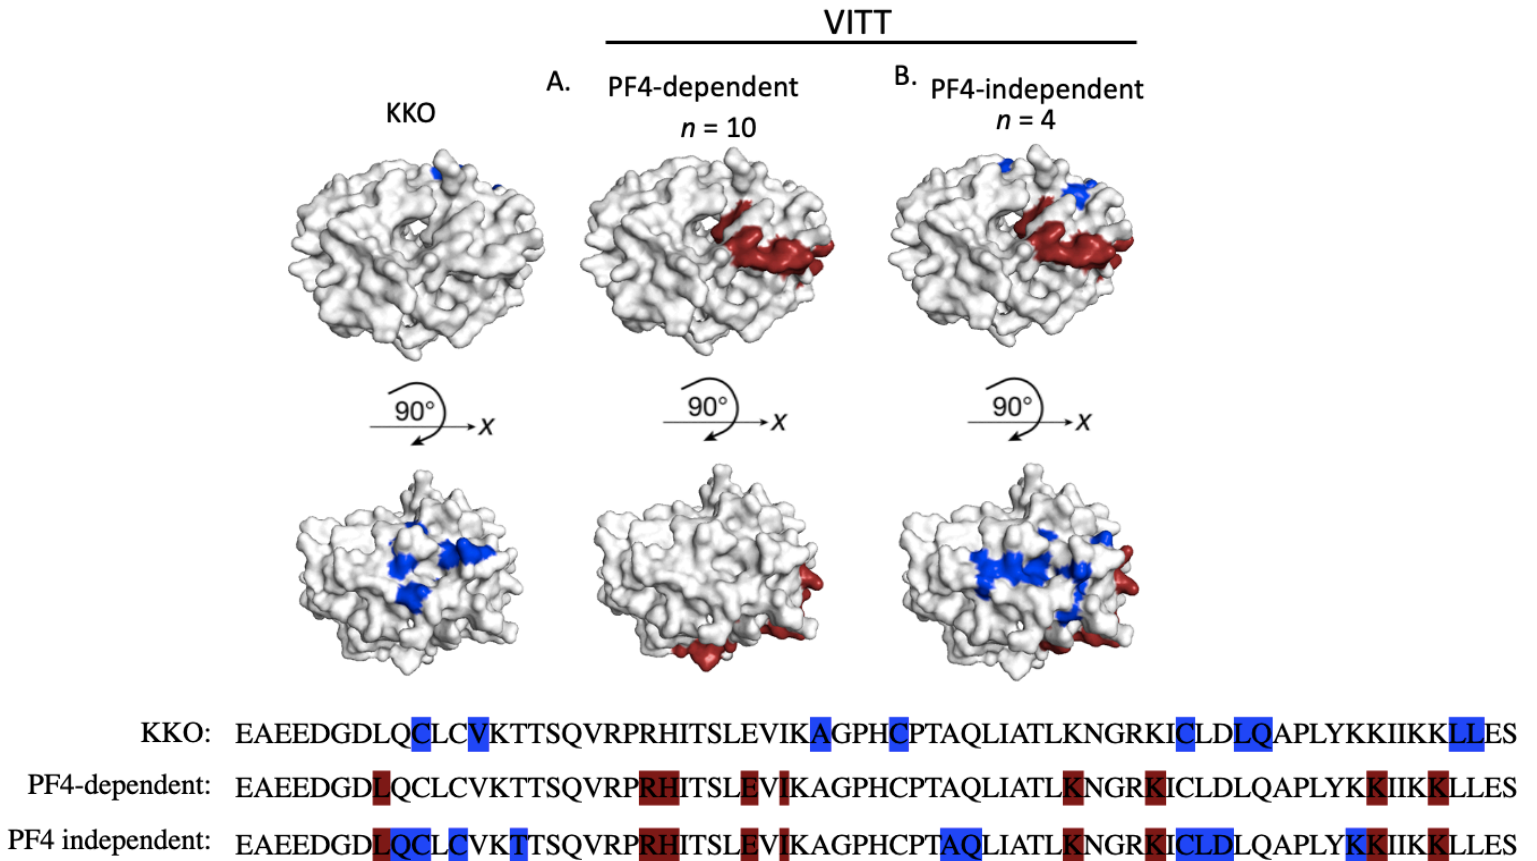 VITT
A. PF4-dependent
n = 10
B. PF4-independent
n = 4
KKO
90° x
90° x
90° x
KKO: EAEEDGDLQCLCVKTTSQVRPRHITSLEVIKAGPHCPTAQLIATLKNGRKICLDLQAPLYKKIIKKLLES
PF4-dependent: EAEEDGDLQCLCVKTTSQVRPRHITSLEVIKAGPHCPTAQLIATLKNGRKICLDLQAPLYKKIIKKLLES
PF4 independent: EAEEDGDLQCLCVKTTSQVRPRHITSLEVIKAGPHCPTAQLIATLKNGRKICLDLQAPLYKKIIKKLLES